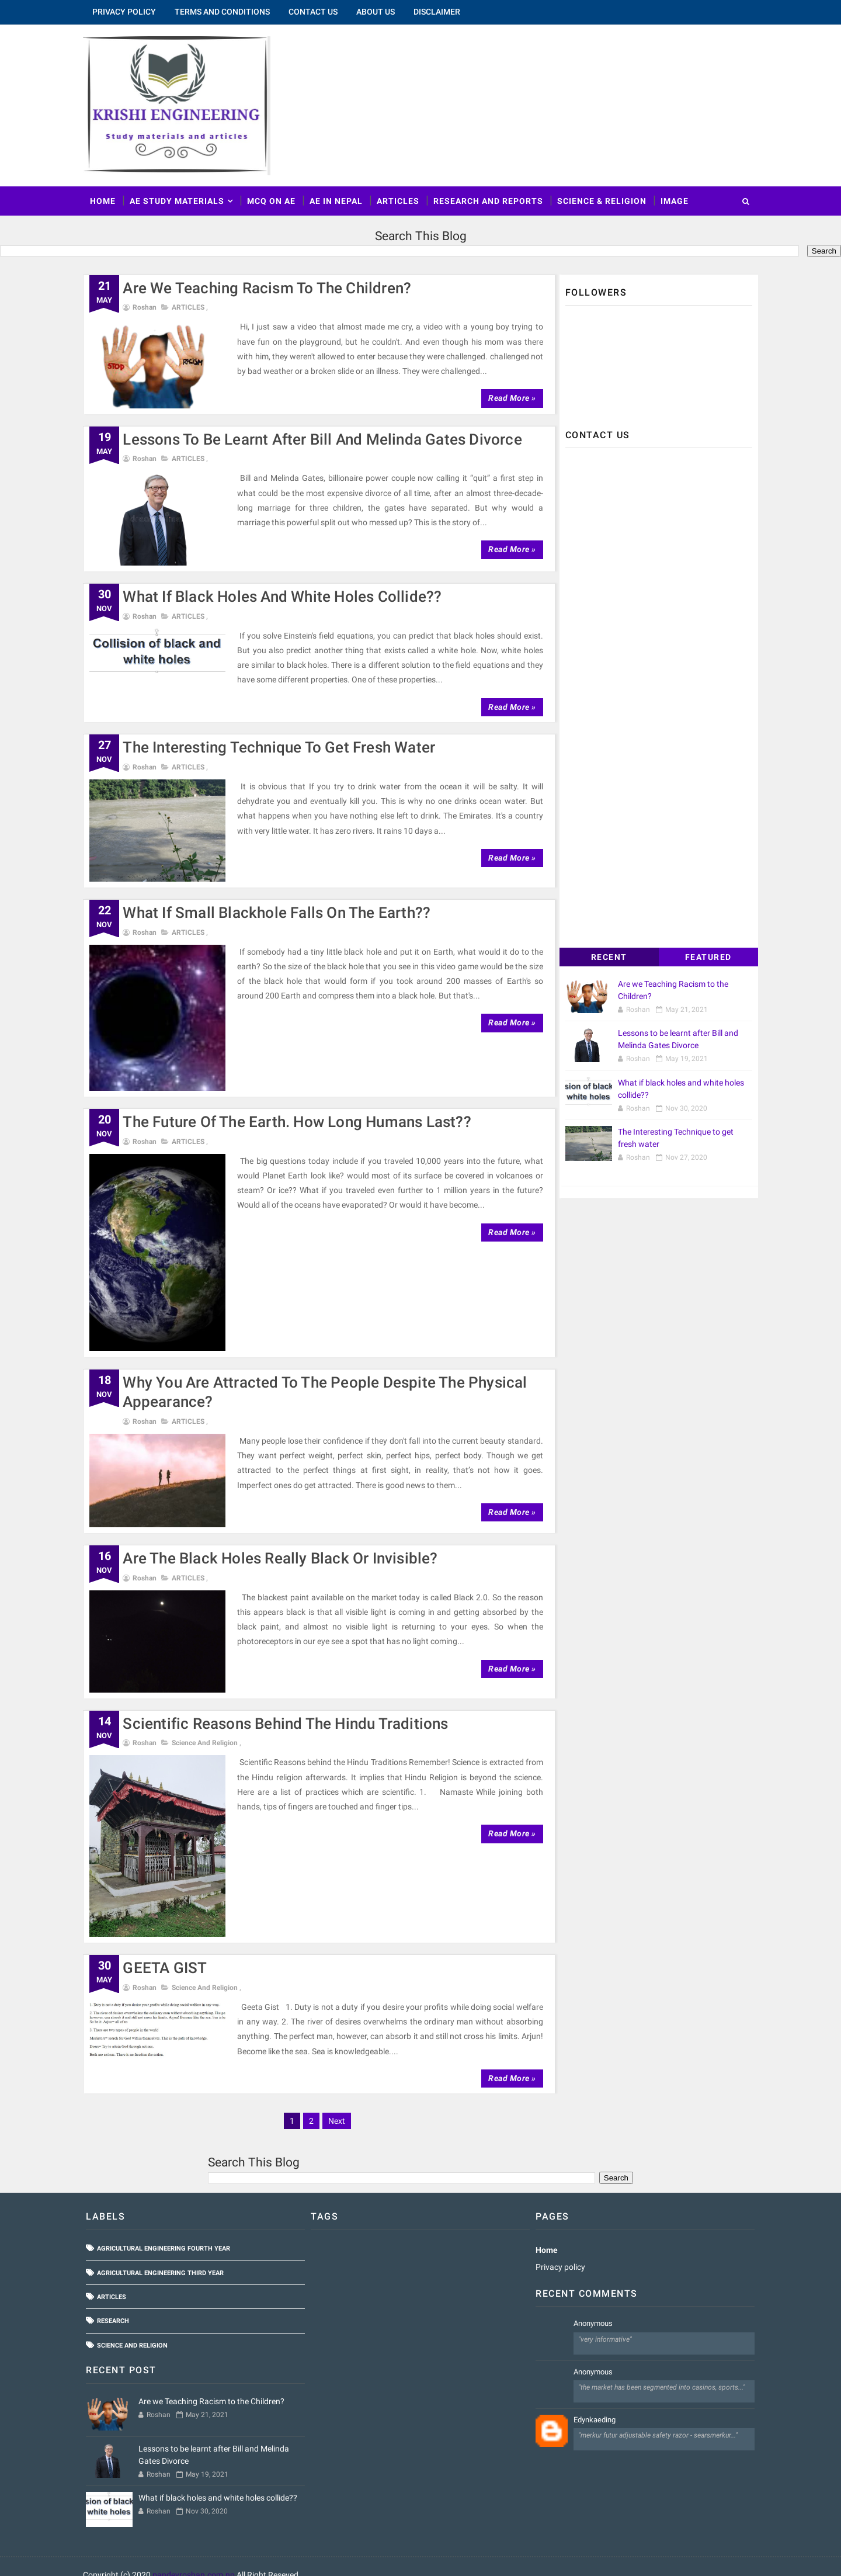 PRIVACY POLICY TERMS AND CONDITIONS CONTACT US ABOUT US DISCLAIMER
KRISHI ENGINEERING
Study materials and articles
HOME AE STUDY MATERIALS MCQ ON AE AE IN NEPAL ARTICLES RESEARCH AND REPORTS SCIENCE & RELIGION IMAGE
Search This Blog
Search
21
MAY
Are We Teaching Racism To The Children?
Roshan ARTICLES ,
STOP RACISM
Hi, I just saw a video that almost made me cry, a video with a young boy trying to
have fun on the playground, but he couldn't. And even though his mom was there
with him, they weren't allowed to enter because they were challenged. challenged not
by bad weather or a broken slide or an illness. They were challenged...
Read More »
19
MAY
Lessons To Be Learnt After Bill And Melinda Gates Divorce
Roshan ARTICLES ,
Bill and Melinda Gates, billionaire power couple now calling it “quit” a first step in
what could be the most expensive divorce of all time, after an almost three-decade-
long marriage for three children, the gates have separated. But why would a
marriage this powerful split out who messed up? This is the story of...
Read More »
30
NOV
What If Black Holes And White Holes Collide??
Roshan ARTICLES ,
Collision of black and
white holes
If you solve Einstein's field equations, you can predict that black holes should exist.
But you also predict another thing that exists called a white hole. Now, white holes
are similar to black holes. There is a different solution to the field equations and they
have some different properties. One of these properties...
Read More »
27
NOV
The Interesting Technique To Get Fresh Water
Roshan ARTICLES ,
It is obvious that If you try to drink water from the ocean it will be salty. It will
dehydrate you and eventually kill you. This is why no one drinks ocean water. But
what happens when you have nothing else left to drink. The Emirates. It's a country
with very little water. It has zero rivers. It rains 10 days a...
Read More »
22
NOV
What If Small Blackhole Falls On The Earth??
Roshan ARTICLES ,
If somebody had a tiny little black hole and put it on Earth, what would it do to the
earth? So the size of the black hole that you see in this video game would be the size
of the black hole that would form if you took around 200 masses of Earth's so
around 200 Earth and compress them into a black hole. But that's...
Read More »
20
NOV
The Future Of The Earth. How Long Humans Last??
Roshan ARTICLES ,
The big questions today include if you traveled 10,000 years into the future, what
would Planet Earth look like? would most of its surface be covered in volcanoes or
steam? Or ice?? What if you traveled even further to 1 million years in the future?
Would all of the oceans have evaporated? Or would it have become...
Read More »
18
NOV
Why You Are Attracted To The People Despite The Physical
Appearance?
Roshan ARTICLES ,
Many people lose their confidence if they don't fall into the current beauty standard.
They want perfect weight, perfect skin, perfect hips, perfect body. Though we get
attracted to the perfect things at first sight, in reality, that's not how it goes.
Imperfect ones do get attracted. There is good news to them...
Read More »
16
NOV
Are The Black Holes Really Black Or Invisible?
Roshan ARTICLES ,
The blackest paint available on the market today is called Black 2.0. So the reason
this appears black is that all visible light is coming in and getting absorbed by the
black paint, and almost no visible light is returning to your eyes. So when the
photoreceptors in our eye see a spot that has no light coming...
Read More »
14
NOV
Scientific Reasons Behind The Hindu Traditions
Roshan Science And Religion ,
Scientific Reasons behind the Hindu Traditions Remember! Science is extracted from
the Hindu religion afterwards. It implies that Hindu Religion is beyond the science.
Here are a list of practices which are scientific. 1. Namaste While joining both
hands, tips of fingers are touched and finger tips...
Read More »
30
MAY
GEETA GIST
Roshan Science And Religion ,
Geeta Gist 1. Duty is not a duty if you desire your profits while doing social welfare
in any way. 2. The river of desires overwhelms the ordinary man without absorbing
anything. The perfect man, however, can absorb it and still not cross his limits. Arjun!
Become like the sea. Sea is knowledgeable....
Read More »
1 2 Next
FOLLOWERS
CONTACT US
RECENT FEATURED
Are we Teaching Racism to the
Children?
Roshan May 21, 2021
Lessons to be learnt after Bill and
Melinda Gates Divorce
Roshan May 19, 2021
sion of black
white holes
What if black holes and white holes
collide??
Roshan Nov 30, 2020
The Interesting Technique to get
fresh water
Roshan Nov 27, 2020
Search This Blog
Search
LABELS
AGRICULTURAL ENGINEERING FOURTH YEAR
AGRICULTURAL ENGINEERING THIRD YEAR
ARTICLES
RESEARCH
SCIENCE AND RELIGION
RECENT POST
Are we Teaching Racism to the Children?
Roshan May 21, 2021
Lessons to be learnt after Bill and Melinda
Gates Divorce
Roshan May 19, 2021
sion of black
white holes
What if black holes and white holes collide??
Roshan Nov 30, 2020
TAGS
PAGES
Home
Privacy policy
RECENT COMMENTS
Anonymous
"very informative"
Anonymous
"the market has been segmented into casinos, sports..."
Edynkaeding
"merkur futur adjustable safety razor - searsmerkur..."
Copyright (c) 2020
All Right Reseved